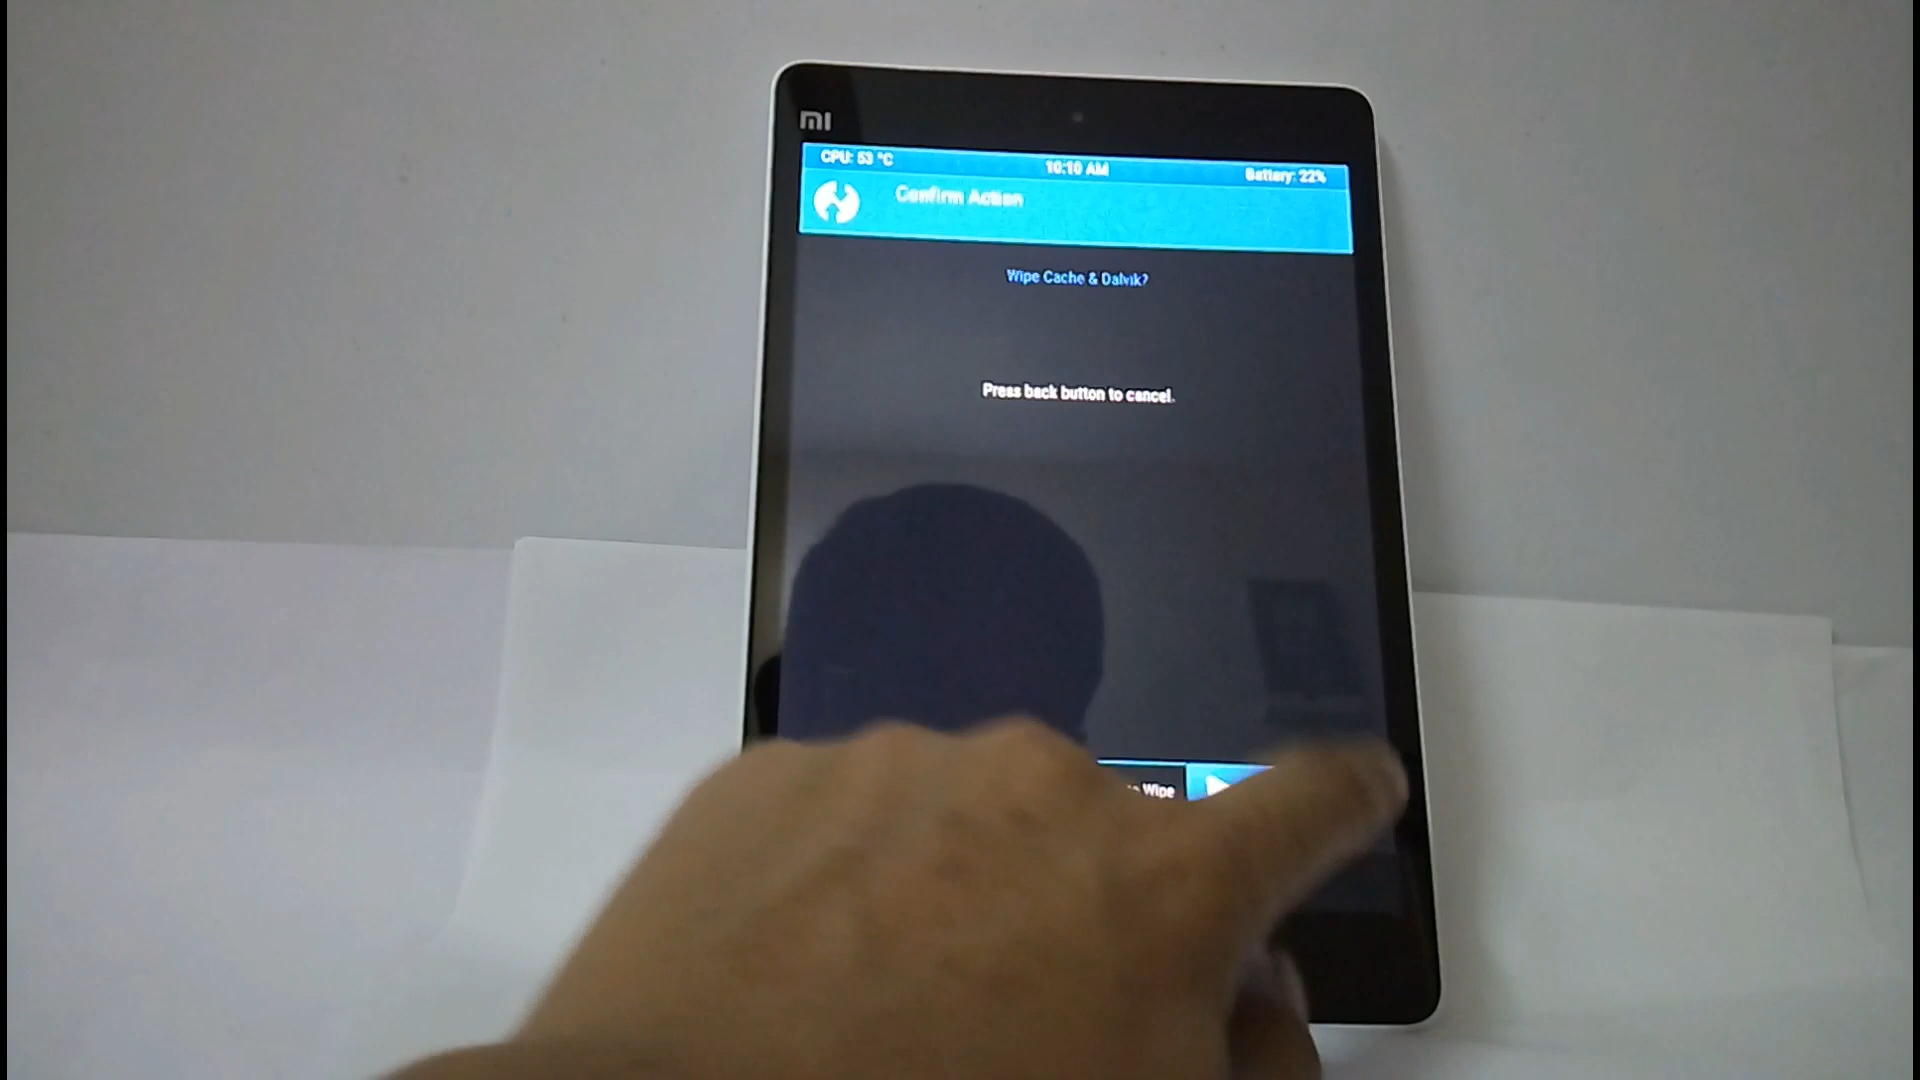 MI
CPU: 53 °C
10:10 AM
Battery: 22%
Confirm Action
Wipe Cache & Dalvik?
Press back button to cancel.
Wipe